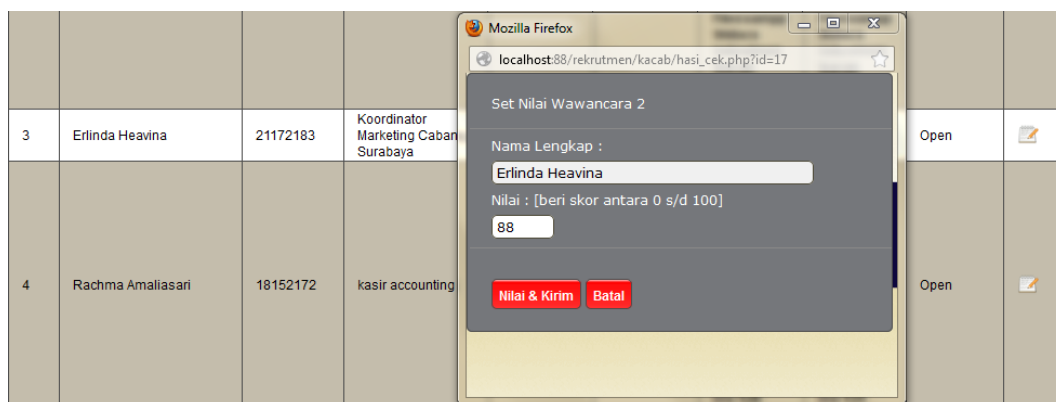 Mozilla Firefox
localhost:88/rekrutmen/kacab/hasi_cek.php?id=17
Set Nilai Wawancara 2
Nama Lengkap :
Erlinda Heavina
Nilai : [beri skor antara 0 s/d 100]
88
Nilai & Kirim Batal
3 Erlinda Heavina 21172183 Koordinator
Marketing Caban
Surabaya
Open
4 Rachma Amaliasari 18152172 kasir accounting Open